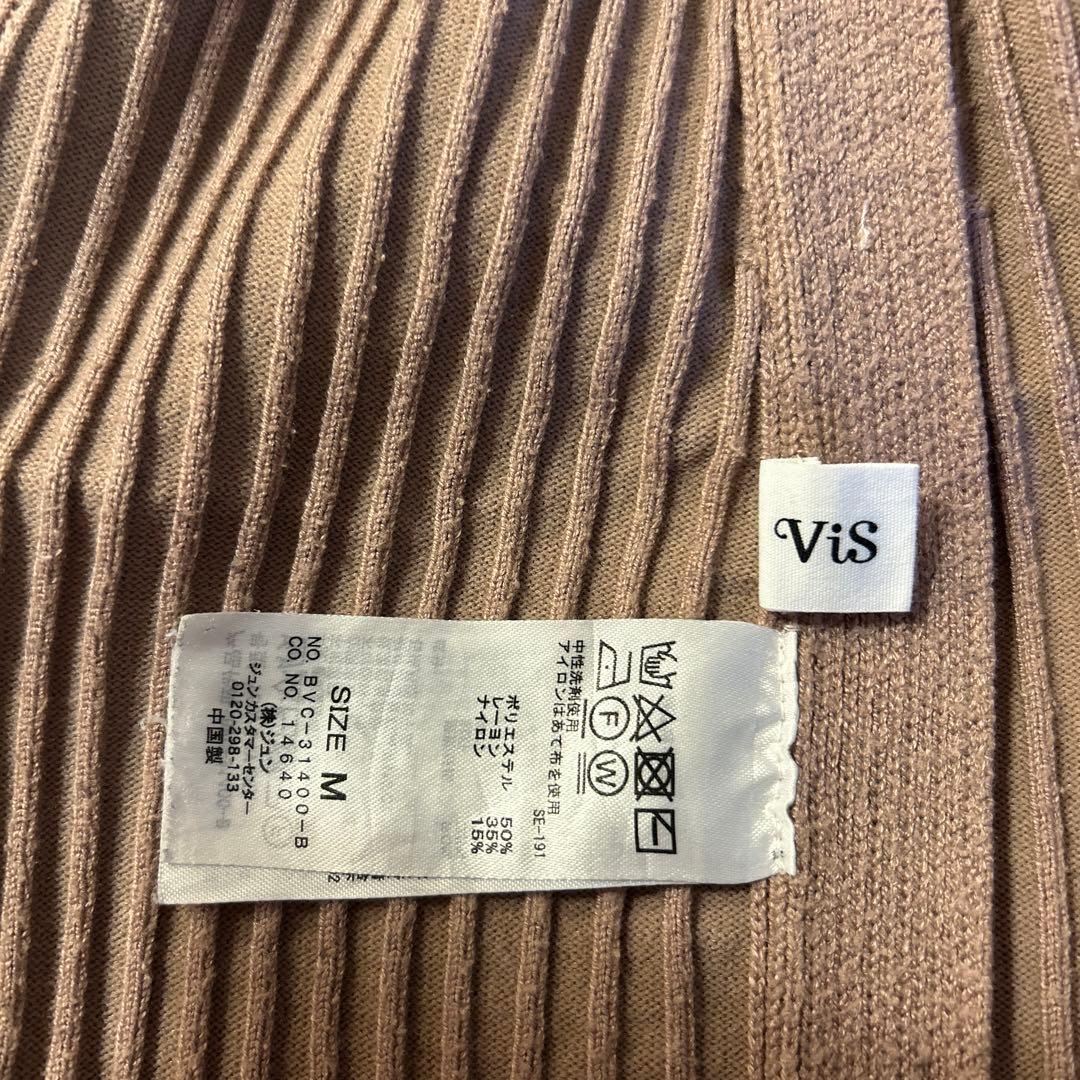 ViS
中性洗剤使用
アイロンはあて布を使用
SE-191
ポリエステル 50%
レーヨン 35%
ナイロン 15%
SIZE M
NO. BVC-31400-B
CO. NO. 14640
(株)ジュン
ジュンカスタマーセンター
0120-298-133
中国製
F
W